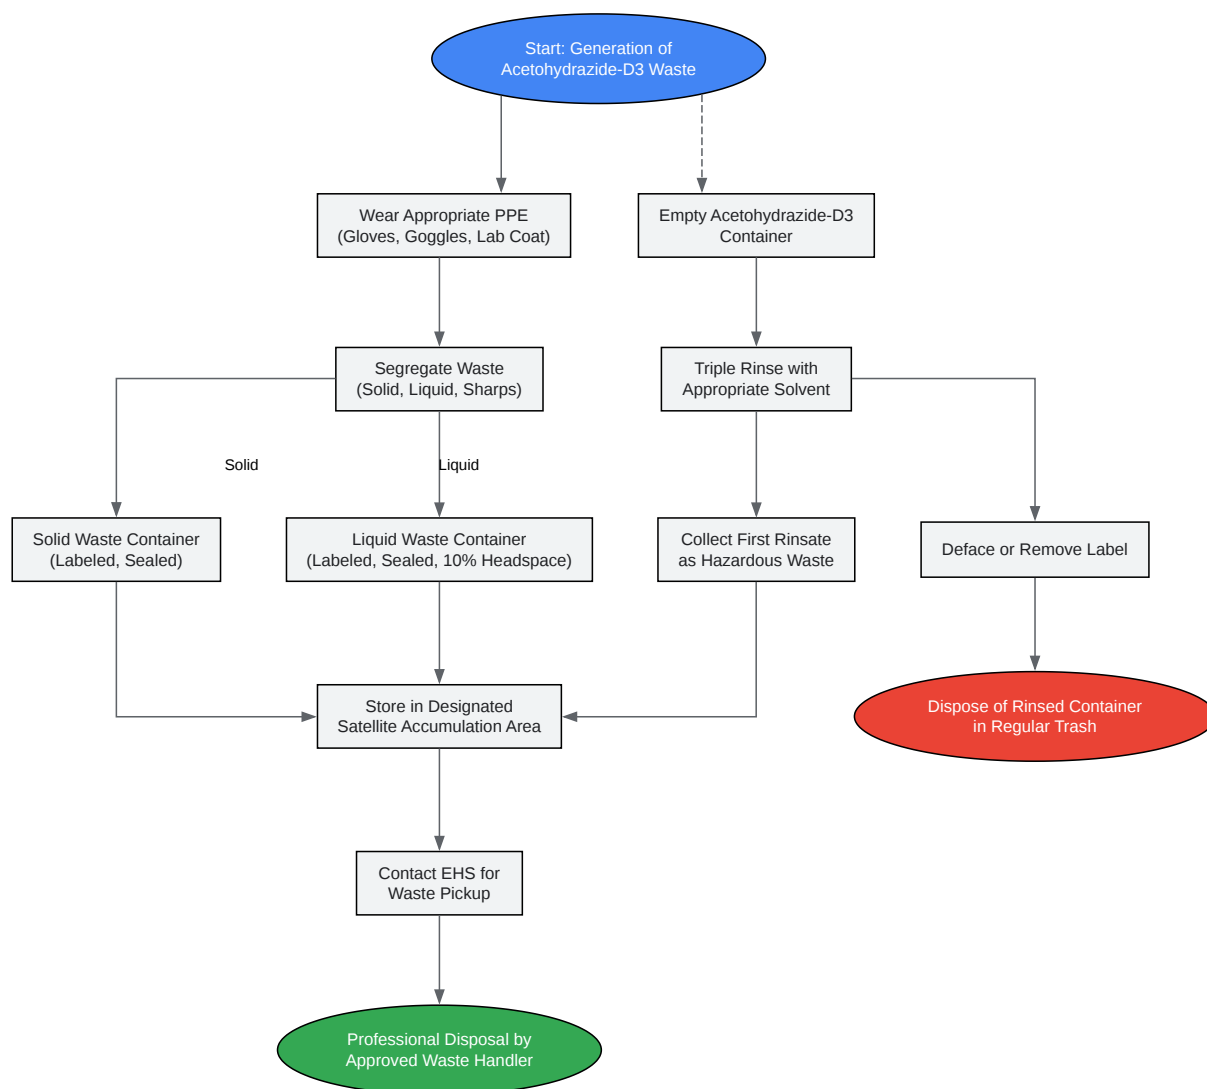 Start: Generation of
Acetohydrazide-D3 Waste
Wear Appropriate PPE
(Gloves, Goggles, Lab Coat)
Empty Acetohydrazide-D3
Container
Segregate Waste
(Solid, Liquid, Sharps)
Triple Rinse with
Appropriate Solvent
Solid
Liquid
Solid Waste Container
(Labeled, Sealed)
Liquid Waste Container
(Labeled, Sealed, 10% Headspace)
Collect First Rinsate
as Hazardous Waste
Deface or Remove Label
Store in Designated
Satellite Accumulation Area
Dispose of Rinsed Container
in Regular Trash
Contact EHS for
Waste Pickup
Professional Disposal by
Approved Waste Handler